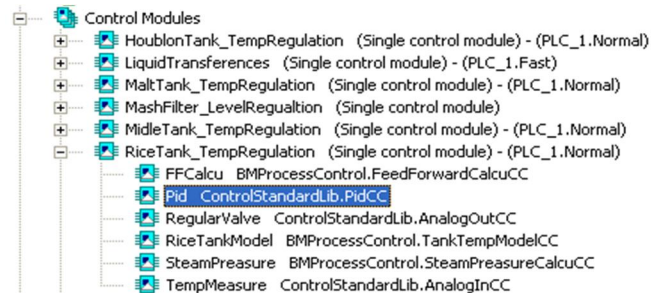 Control Modules
HoublonTank_TempRegulation (Single control module) - (PLC_1.Normal)
LiquidTransferences (Single control module) - (PLC_1.Fast)
MaltTank_TempRegulation (Single control module) - (PLC_1.Normal)
MashFilter_LevelRegualtion (Single control module)
MidleTank_TempRegulation (Single control module) - (PLC_1.Normal)
RiceTank_TempRegulation (Single control module) - (PLC_1.Normal)
FFCalcu BMProcessControl.FeedForwardCalcuCC
Pid ControlStandardLib.PidCC
RegularValve ControlStandardLib.AnalogOutCC
RiceTankModel BMProcessControl.TankTempModelCC
SteamPreasure BMProcessControl.SteamPreasureCalcuCC
TempMeasure ControlStandardLib.AnalogInCC